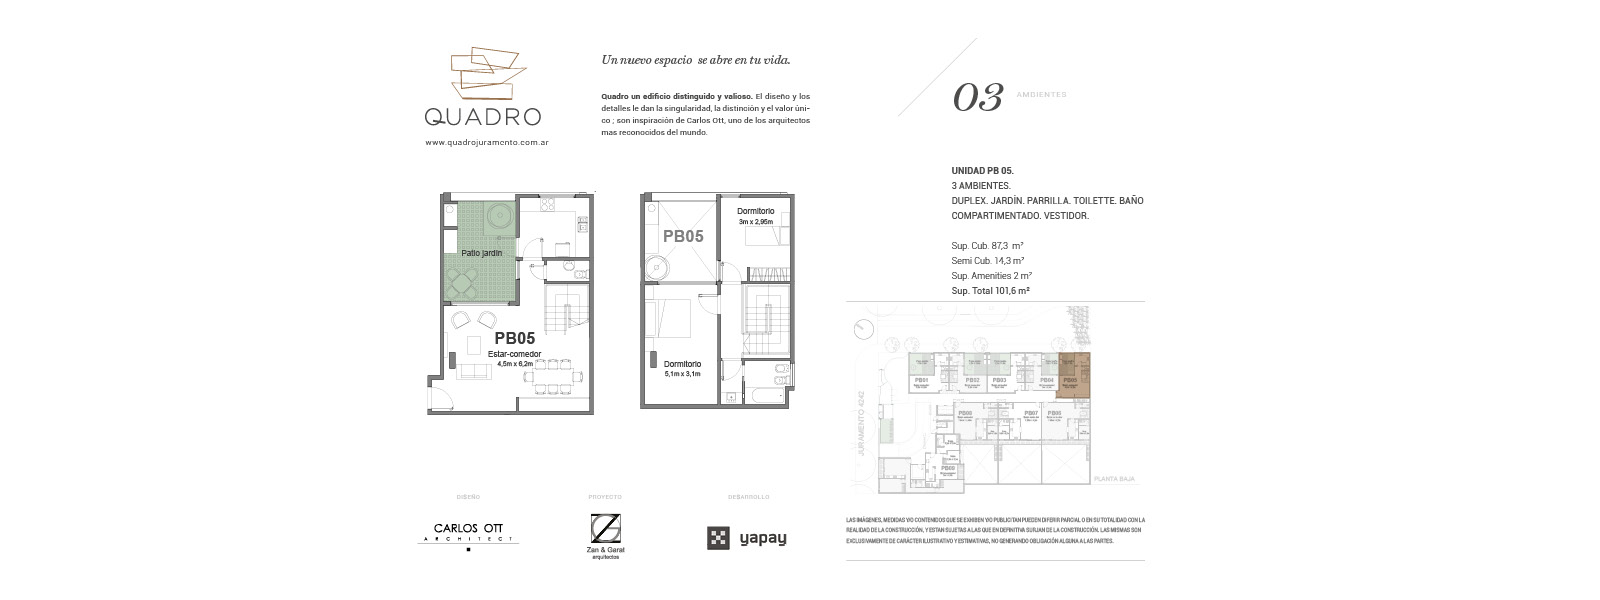 QUADRO
www.quadrojuramento.com.ar
Un nuevo espacio se abre en tu vida.
Quadro un edificio distinguido y valioso. El diseño y los
detalles le dan la singularidad, la distinción y el valor úni-
co ; son inspiración de Carlos Ott, uno de los arquitectos
mas reconocidos del mundo.
03 AMBIENTES
UNIDAD PB 05.
3 AMBIENTES.
DUPLEX. JARDÍN. PARRILLA. TOILETTE. BAÑO
COMPARTIMENTADO. VESTIDOR.
Sup. Cub. 87,3 m²
Semi Cub. 14,3 m²
Sup. Amenities 2 m²
Sup. Total 101,6 m²
Patio jardín
PB05
Estar-comedor
4,5m x 6,2m
PB05
Dormitorio
3m x 2,95m
Dormitorio
5,1m x 3,1m
JURAMENTO 4242
PB01
PB02
PB03
PB04
PB05
PB07
PLANTA BAJA
DISEÑO
CARLOS OTT
ARCHITECT
PROYECTO
Zan & Garat
arquitectos
DESARROLLO
yapay
LAS IMÁGENES, MEDIDAS Y/O CONTENIDOS QUE SE EXHIBEN Y/O PUBLICITAN PUEDEN DIFERIR PARCIAL O EN SU TOTALIDAD CON LA
REALIDAD DE LA CONSTRUCCIÓN, Y ESTAN SUJETAS A LAS QUE EN DEFINITIVA SURJAN DE LA CONSTRUCCIÓN. LAS MISMAS SON
EXCLUSIVAMENTE DE CARÁCTER ILUSTRATIVO Y ESTIMATIVAS, NO GENERANDO OBLIGACIÓN ALGUNA A LAS PARTES.